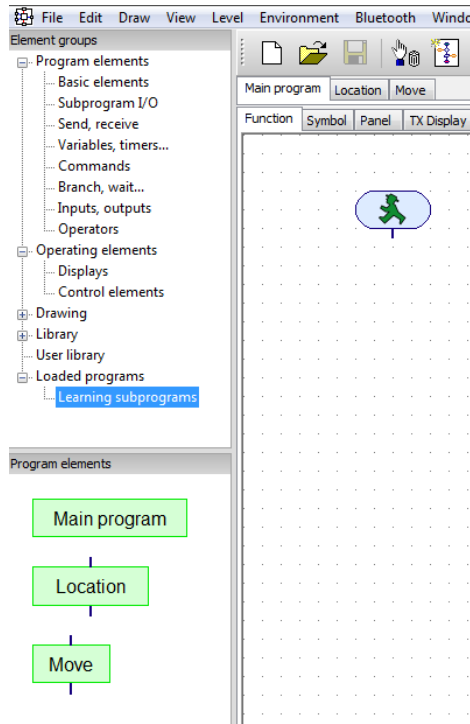 File Edit Draw View Level Environment Bluetooth Windo
Element groups
Program elements
Basic elements
Subprogram I/O
Send, receive
Variables, timers...
Commands
Branch, wait...
Inputs, outputs
Operators
Operating elements
Displays
Control elements
Drawing
Library
User library
Loaded programs
Learning subprograms
Program elements
Main program
Location
Move
Main program Location Move
Function Symbol Panel TX Display